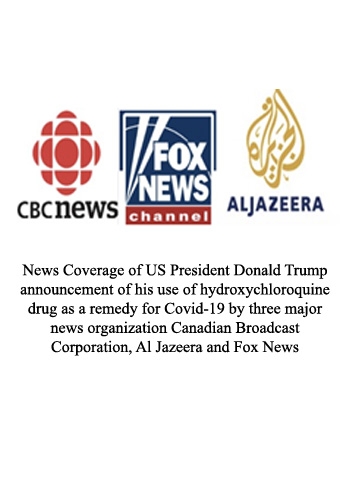 CBCnews
FOX
NEWS
channel
ALJAZEERA
News Coverage of US President Donald Trump
announcement of his use of hydroxychloroquine
drug as a remedy for Covid-19 by three major
news organization Canadian Broadcast
Corporation, Al Jazeera and Fox News